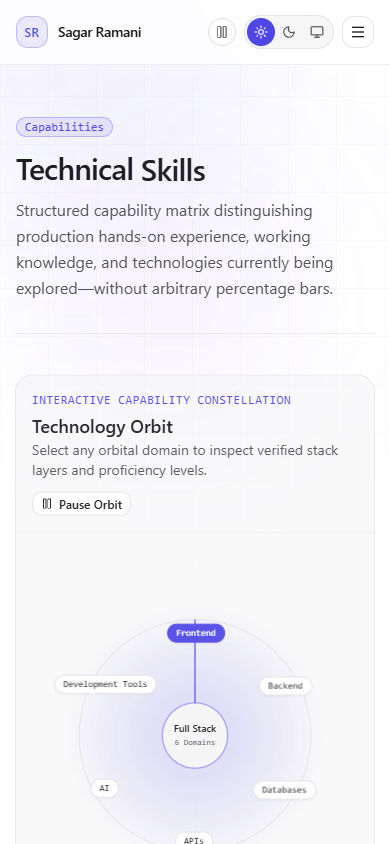 SR
Sagar Ramani
Capabilities
Technical Skills
Structured capability matrix distinguishing
production hands-on experience, working
knowledge, and technologies currently being
explored—without arbitrary percentage bars.
INTERACTIVE CAPABILITY CONSTELLATION
Technology Orbit
Select any orbital domain to inspect verified stack
layers and proficiency levels.
Pause Orbit
Frontend
Development Tools
Backend
Full Stack
6 Domains
AI
Databases
APIs